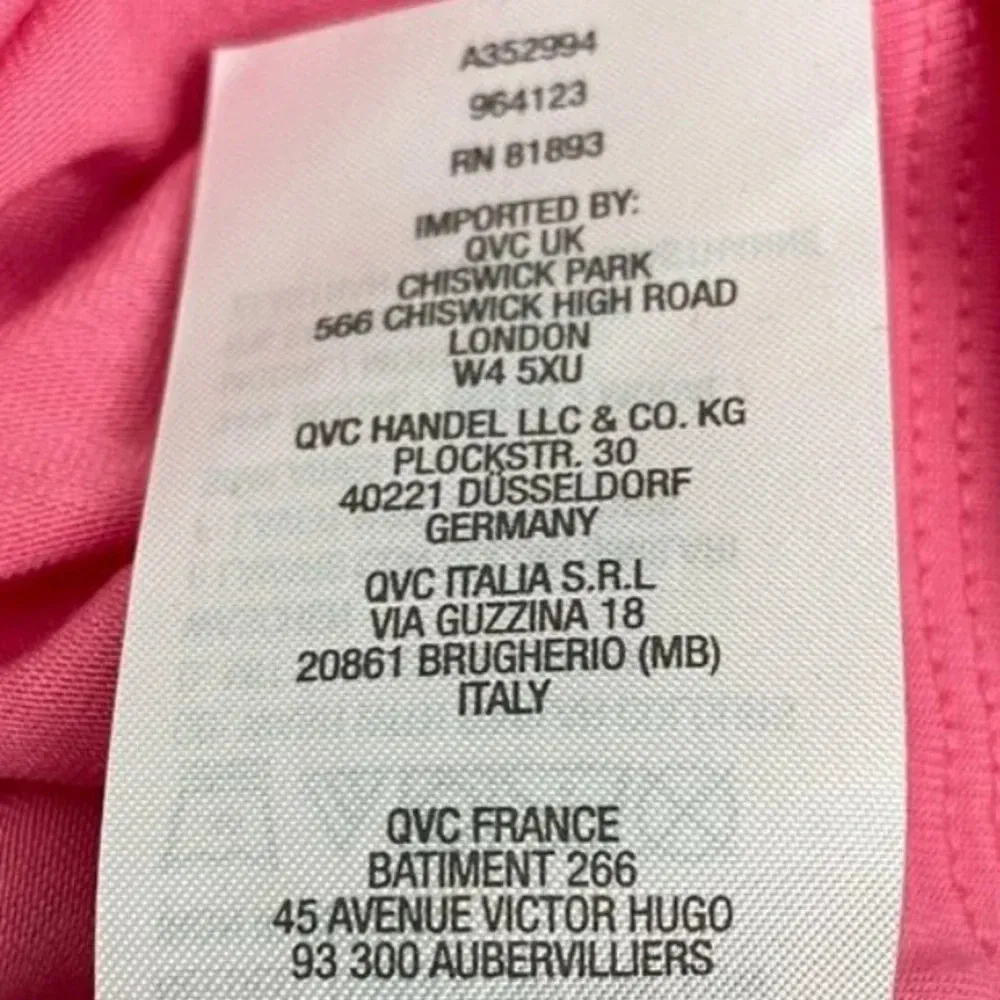 A352994
964123
RN 81893
IMPORTED BY:
QVC UK
CHISWICK PARK
566 CHISWICK HIGH ROAD
LONDON
W4 5XU
QVC HANDEL LLC & CO. KG
PLOCKSTR. 30
40221 DÜSSELDORF
GERMANY
QVC ITALIA S.R.L
VIA GUZZINA 18
20861 BRUGHERIO (MB)
ITALY
QVC FRANCE
BATIMENT 266
45 AVENUE VICTOR HUGO
93 300 AUBERVILLIERS